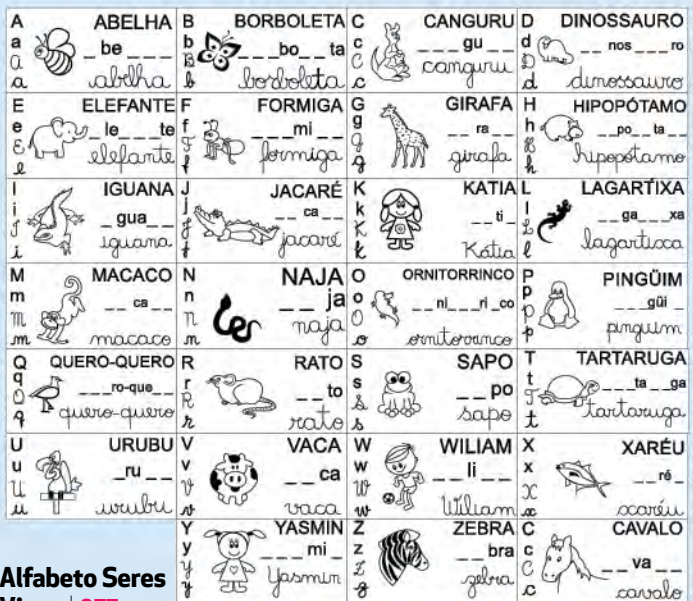 A
ABELHA
a
_ be _ _ _
A
a
abelha
B
BORBOLETA
b
_ _ _ bo _ _ ta
B
b
borboleta
C
CANGURU
c
_ _ _ gu _ _
C
c
canguru
D
DINOSSAURO
d
_ _ nos _ _ _ ro
D
d
dinossauro
E
ELEFANTE
e
_ le _ _ _ te
E
e
elefante
F
FORMIGA
f
_ _ _ mi _ _
F
f
formiga
G
GIRAFA
g
_ _ ra _ _
G
g
girafa
H
HIPOPÓTAMO
h
_ _ po _ _ ta _ _
H
h
hipopótamo
I
IGUANA
i
_ gua _ _
I
i
iguana
J
JACARÉ
j
_ _ ca _ _
J
j
jacaré
K
KATIA
k
_ _ ti _
K
k
Kátia
L
LAGARTIXA
l
_ _ ga _ _ _ xa
L
l
lagartixa
M
MACACO
m
_ _ ca _ _
M
m
macaco
N
NAJA
n
_ _ ja
N
n
naja
O
ORNITORRINCO
o
_ _ ni _ _ _ ri _ co
O
o
ornitorrinco
P
PINGÜIM
p
_ _ _ güi _
P
p
pinguim
Q
QUERO-QUERO
q
_ _ _ ro-que _ _
Q
q
quero-quero
R
RATO
r
_ _ to
R
r
rato
S
SAPO
s
_ _ po
S
s
sapo
T
TARTARUGA
t
_ _ _ ta _ _ ga
T
t
tartaruga
U
URUBU
u
_ ru _ _
U
u
urubu
V
VACA
v
_ _ ca
V
v
vaca
W
WILIAM
w
_ _ li _ _
W
w
Wiliam
X
XARÉU
x
_ _ ré _
X
x
xaréu
Y
YASMIN
y
_ _ _ mi _
Y
y
Yasmin
Z
ZEBRA
z
_ _ bra
Z
z
zebra
C
CAVALO
c
_ _ va _ _
C
c
cavalo
Alfabeto Seres